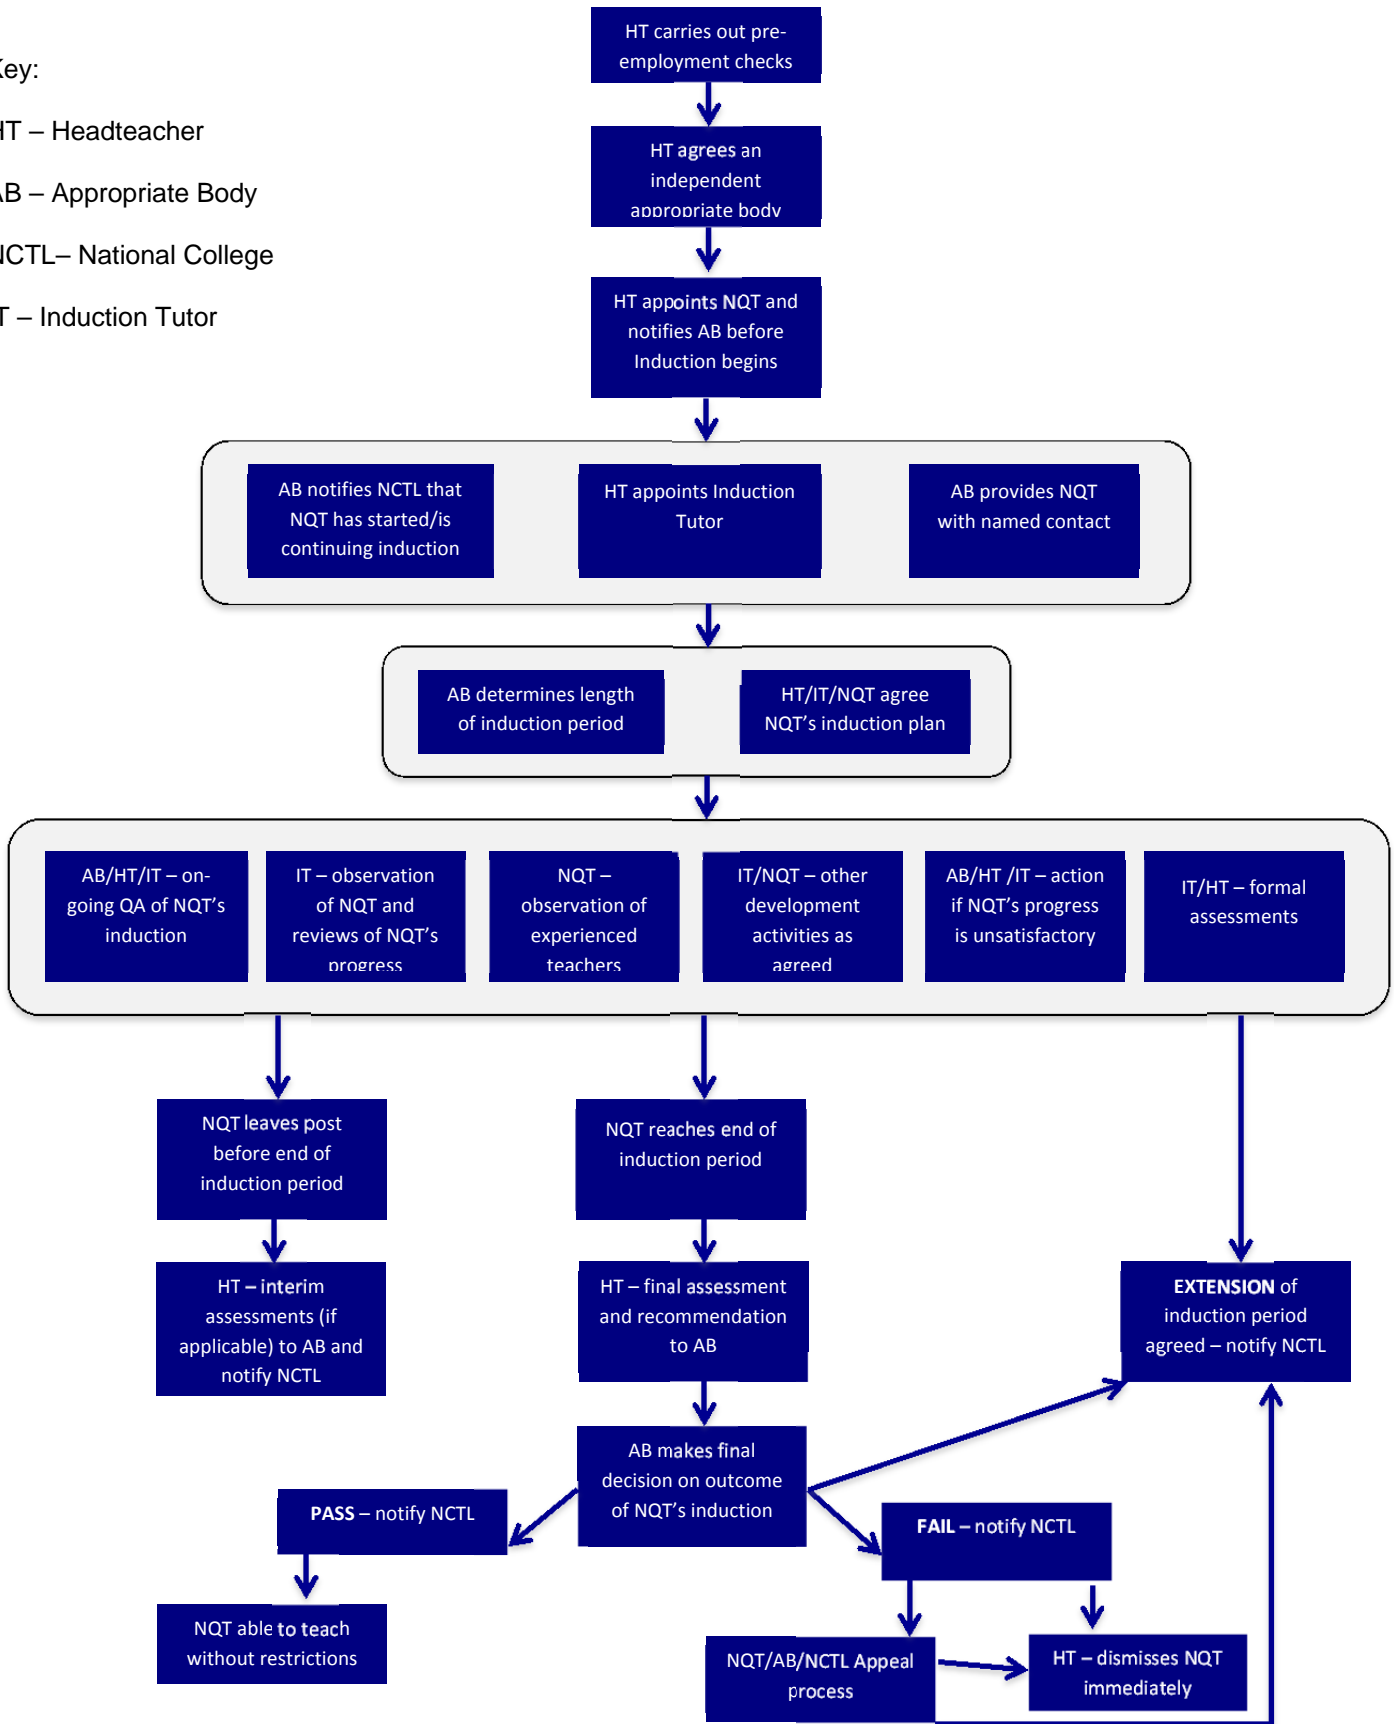 HT carries out pre-
employment checks
Key:
HT – Headteacher
AB – Appropriate Body
NCTL– National College
IT – Induction Tutor
HT agrees an
independent
appropriate body
HT appoints NQT and
notifies AB before
Induction begins
AB notifies NCTL that
NQT has started/is
continuing induction
HT appoints Induction
Tutor
AB provides NQT
with named contact
AB determines length
of induction period
HT/IT/NQT agree
NQT’s induction plan
AB/HT/IT – on-
going QA of NQT’s
induction
IT – observation
of NQT and
reviews of NQT’s
progress
NQT –
observation of
experienced
teachers
IT/NQT – other
development
activities as
agreed
AB/HT /IT – action
if NQT’s progress
is unsatisfactory
IT/HT – formal
assessments
NQT leaves post
before end of
induction period
NQT reaches end of
induction period
HT – interim
assessments (if
applicable) to AB and
notify NCTL
HT – final assessment
and recommendation
to AB
EXTENSION of
induction period
agreed – notify NCTL
AB makes final
decision on outcome
of NQT’s induction
PASS – notify NCTL
FAIL – notify NCTL
NQT able to teach
without restrictions
NQT/AB/NCTL Appeal
process
HT – dismisses NQT
immediately